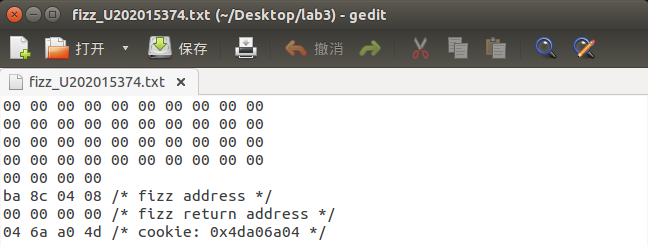 fizz_U202015374.txt (~/Desktop/lab3) - gedit
打开 保存 撤消
fizz_U202015374.txt
00 00 00 00 00 00 00 00 00 00
00 00 00 00 00 00 00 00 00 00
00 00 00 00 00 00 00 00 00 00
00 00 00 00 00 00 00 00 00 00
00 00 00 00
ba 8c 04 08 /* fizz address */
00 00 00 00 /* fizz return address */
04 6a a0 4d /* cookie: 0x4da06a04 */